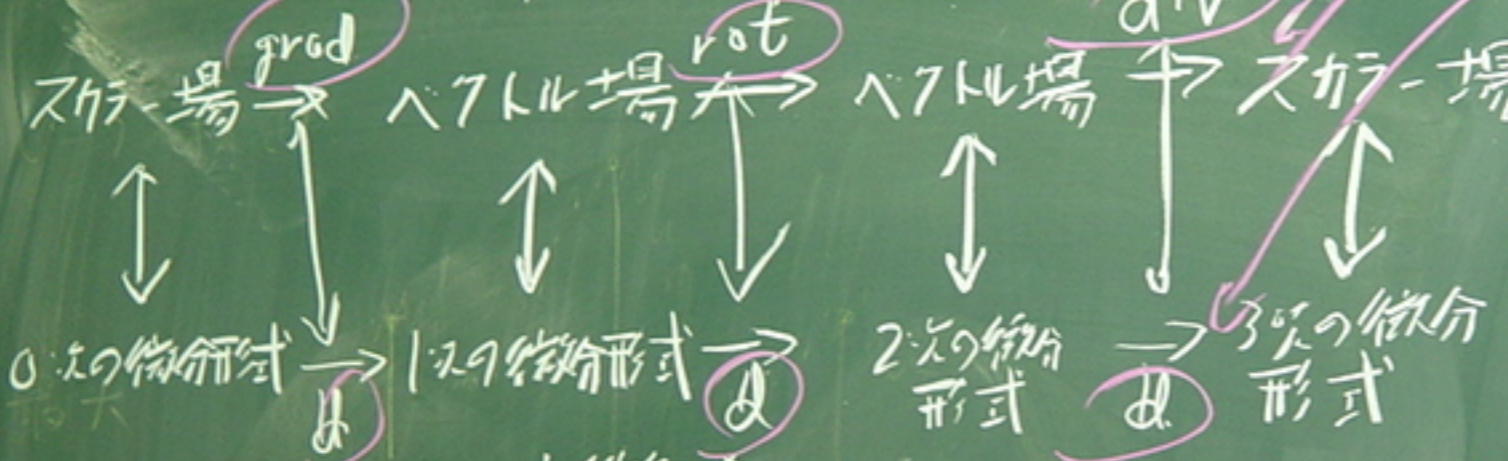 grad rot div
スカラー場 → ベクトル場 → ベクトル場 → スカラー場
0次の微分形式 → 1次の微分形式 → 2次の微分形式 → 3次の微分形式
d d d